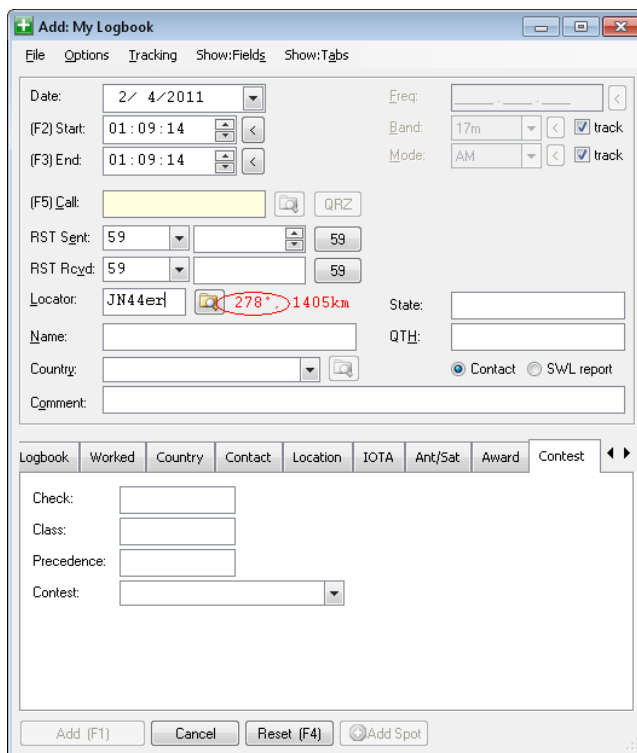 Add: My Logbook
File Options Tracking Show:Fields Show:Tabs
Date: 2/ 4/2011 Freq: ____ . ___ . ___ <
(F2) Start: 01:09:14 < Band: 17m < track
(F3) End: 01:09:14 < Mode: AM < track
(F5) Call: QRZ
RST Sent: 59 59
RST Rcvd: 59 59
Locator: JN44er 278°, 1405km State:
Name: QTH:
Country: Contact SWL report
Comment:
Logbook Worked Country Contact Location IOTA Ant/Sat Award Contest
Check:
Class:
Precedence:
Contest:
Add (F1) Cancel Reset (F4) Add Spot